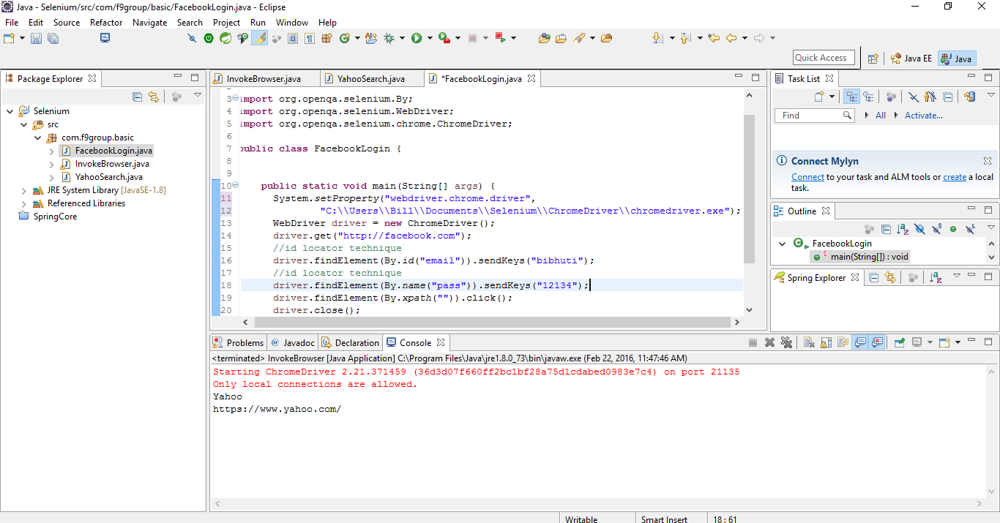 Java - Selenium/src/com/f9group/basic/FacebookLogin.java - Eclipse
File Edit Source Refactor Navigate Search Project Run Window Help
Quick Access Java EE Java
Package Explorer
Selenium
src
com.f9group.basic
FacebookLogin.java
InvokeBrowser.java
YahooSearch.java
JRE System Library [JavaSE-1.8]
Referenced Libraries
SpringCore
InvokeBrowser.java YahooSearch.java *FacebookLogin.java
3 import org.openqa.selenium.By;
4 import org.openqa.selenium.WebDriver;
5 import org.openqa.selenium.chrome.ChromeDriver;
6
7 public class FacebookLogin {
8
9
10 public static void main(String[] args) {
11 System.setProperty("webdriver.chrome.driver",
12 "C:\\Users\\Bill\\Documents\\Selenium\\ChromeDriver\\chromedriver.exe");
13 WebDriver driver = new ChromeDriver();
14 driver.get("http://facebook.com");
15 //id locator technique
16 driver.findElement(By.id("email")).sendKeys("bibhuti");
17 //id locator technique
18 driver.findElement(By.name("pass")).sendKeys("12134");
19 driver.findElement(By.xpath("")).click();
20 driver.close();
Task List
Find All Activate...
Connect Mylyn
Connect to your task and ALM tools or create a local
task.
Outline
FacebookLogin
main(String[]) : void
Spring Explorer
Problems @ Javadoc Declaration Console
<terminated> InvokeBrowser [Java Application] C:\Program Files\Java\jre1.8.0_73\bin\javaw.exe (Feb 22, 2016, 11:47:46 AM)
Starting ChromeDriver 2.21.371459 (36d3d07f660ff2bc1bf28a75d1cdabed0983e7c4) on port 21135
Only local connections are allowed.
Yahoo
https://www.yahoo.com/
Writable Smart Insert 18 : 61